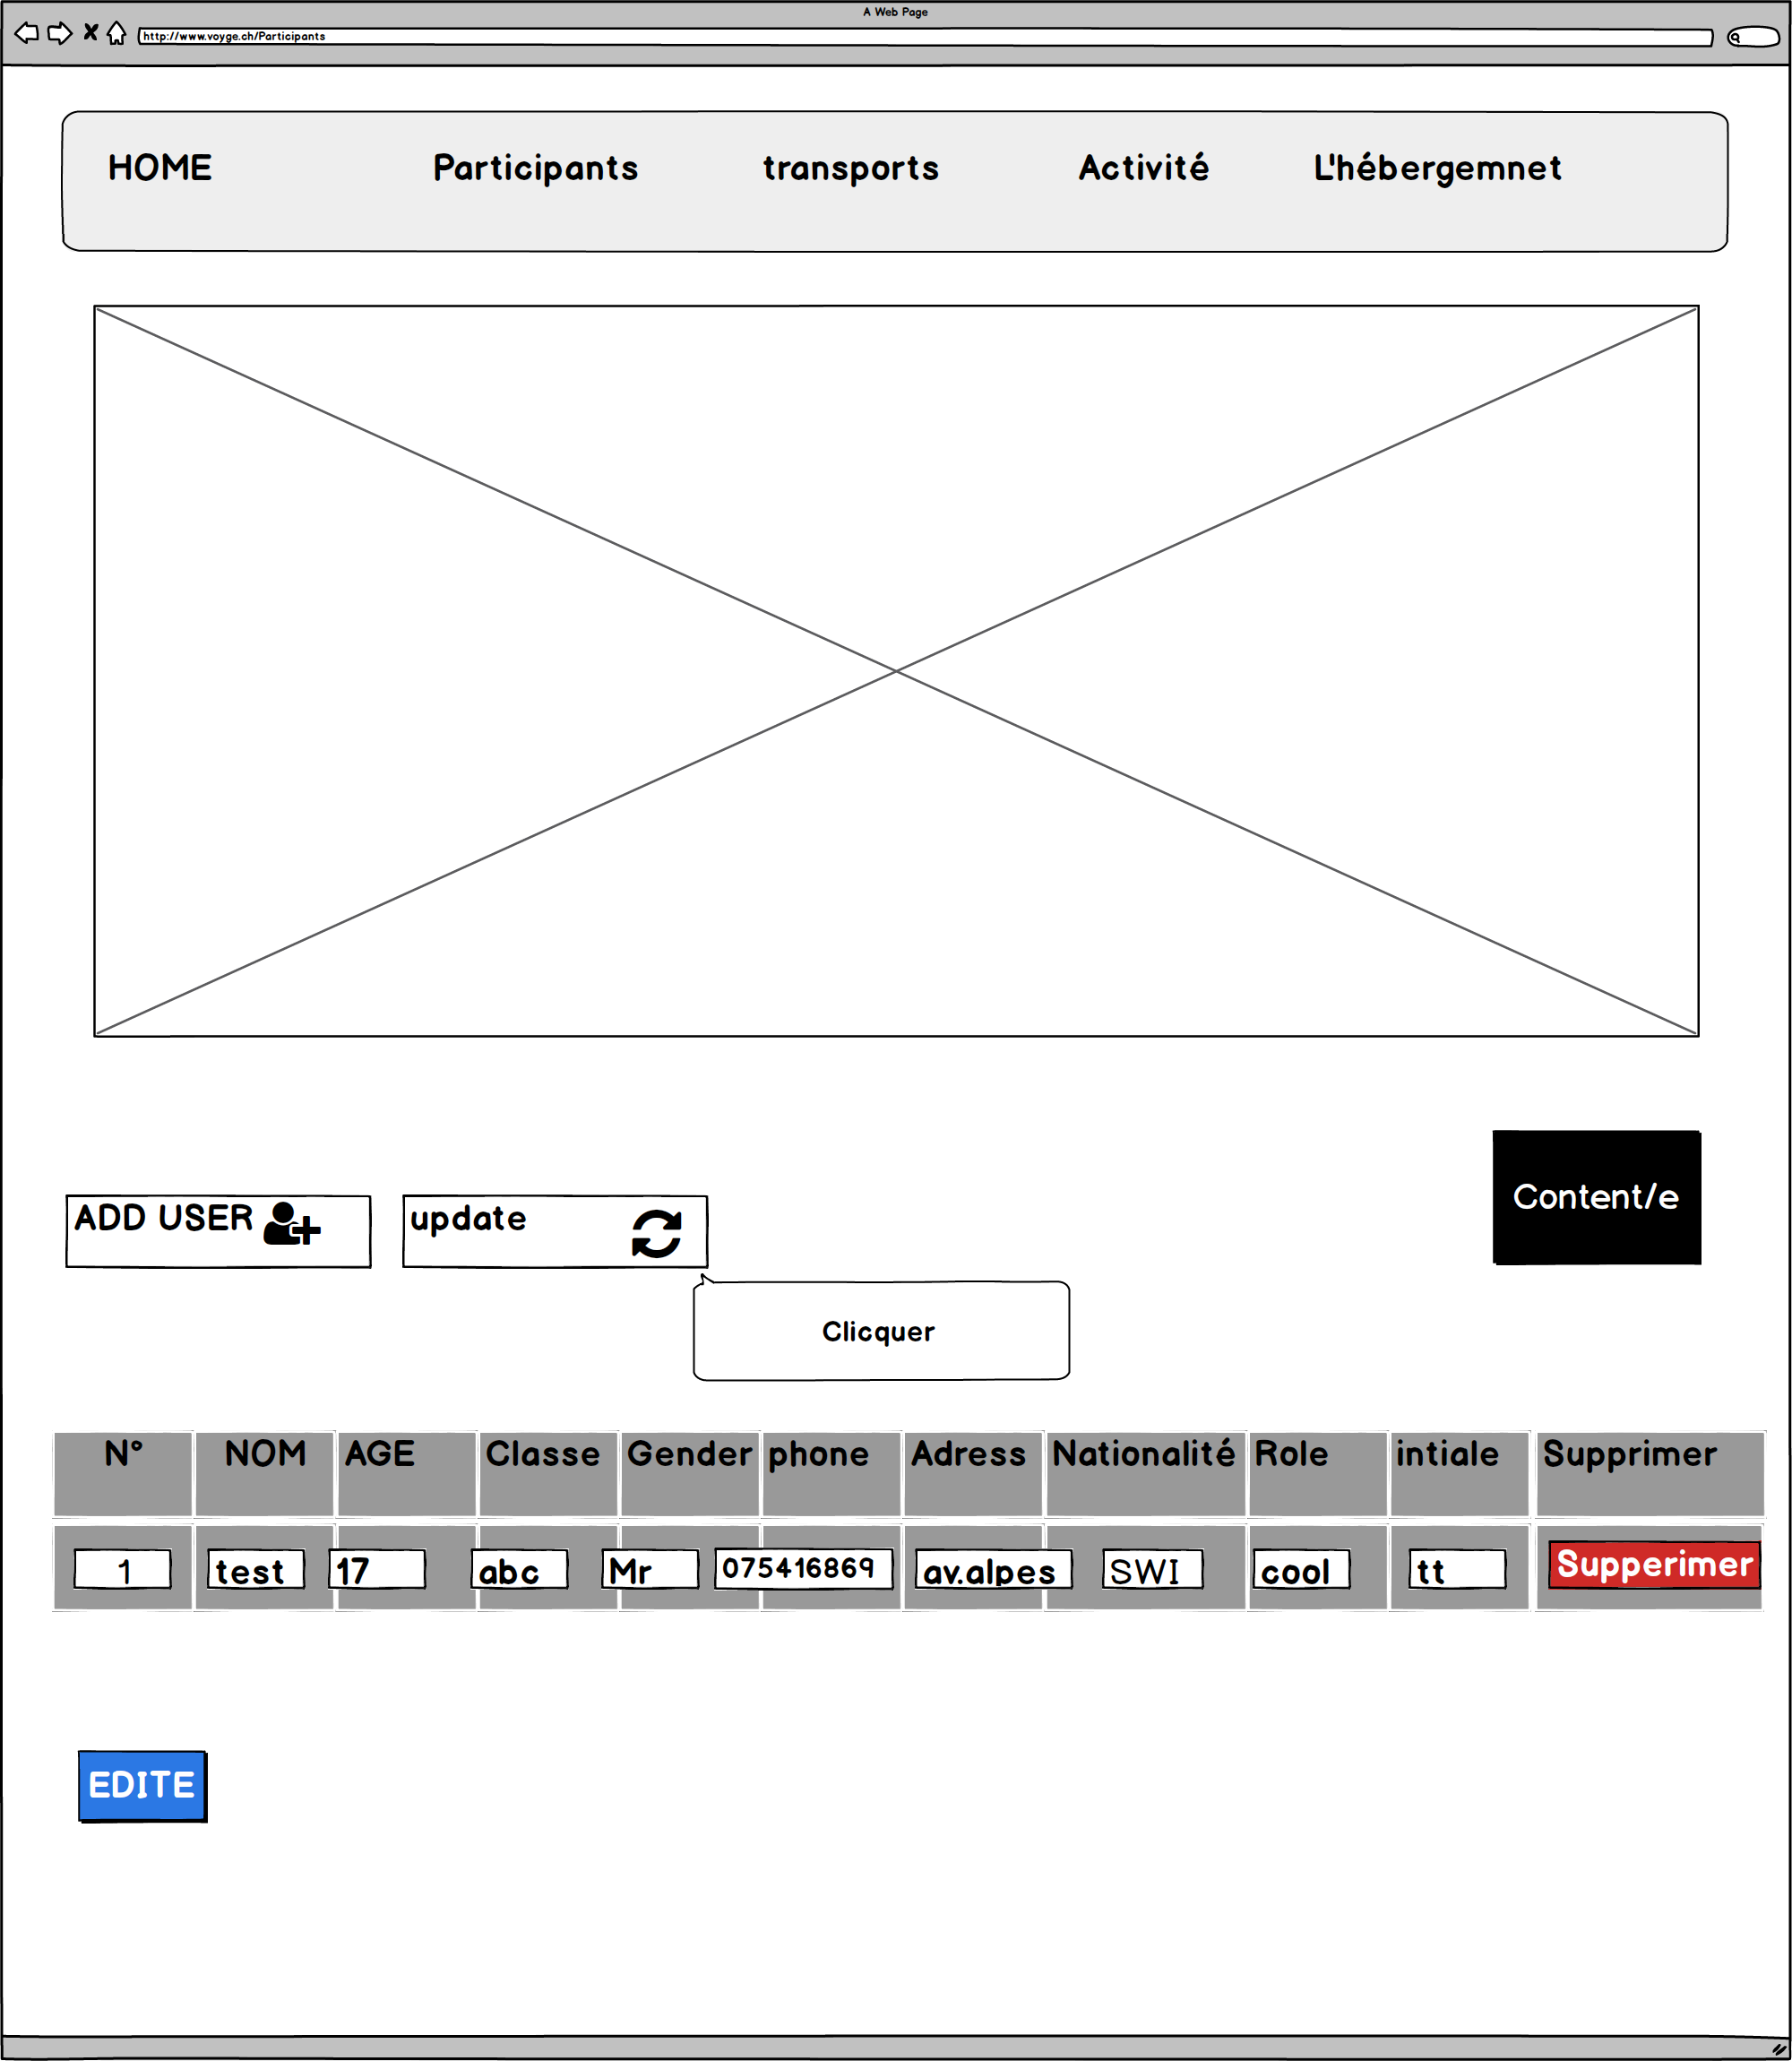 A Web Page
http://www.voyge.ch/Participants
HOME Participants transports Activité L'hébergemnet
Content/e
ADD USER update
Clicquer
N° NOM AGE Classe Gender phone Adress Nationalité Role intiale Supprimer
1 test 17 abc Mr 075416869 av.alpes SWI cool tt Supperimer
EDITE